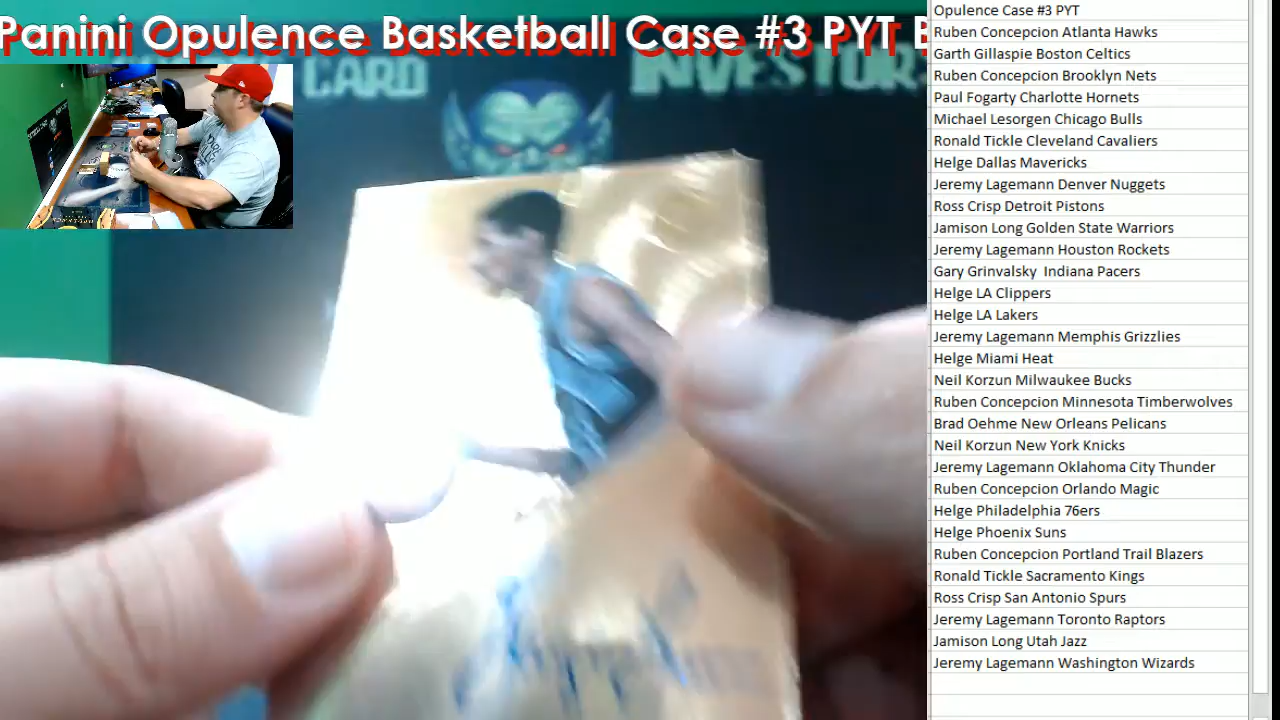 Panini Opulence Basketball Case #3 PYT B
CARD INVESTORS
Opulence Case #3 PYT
Ruben Concepcion Atlanta Hawks
Garth Gillaspie Boston Celtics
Ruben Concepcion Brooklyn Nets
Paul Fogarty Charlotte Hornets
Michael Lesorgen Chicago Bulls
Ronald Tickle Cleveland Cavaliers
Helge Dallas Mavericks
Jeremy Lagemann Denver Nuggets
Ross Crisp Detroit Pistons
Jamison Long Golden State Warriors
Jeremy Lagemann Houston Rockets
Gary Grinvalsky  Indiana Pacers
Helge LA Clippers
Helge LA Lakers
Jeremy Lagemann Memphis Grizzlies
Helge Miami Heat
Neil Korzun Milwaukee Bucks
Ruben Concepcion Minnesota Timberwolves
Brad Oehme New Orleans Pelicans
Neil Korzun New York Knicks
Jeremy Lagemann Oklahoma City Thunder
Ruben Concepcion Orlando Magic
Helge Philadelphia 76ers
Helge Phoenix Suns
Ruben Concepcion Portland Trail Blazers
Ronald Tickle Sacramento Kings
Ross Crisp San Antonio Spurs
Jeremy Lagemann Toronto Raptors
Jamison Long Utah Jazz
Jeremy Lagemann Washington Wizards